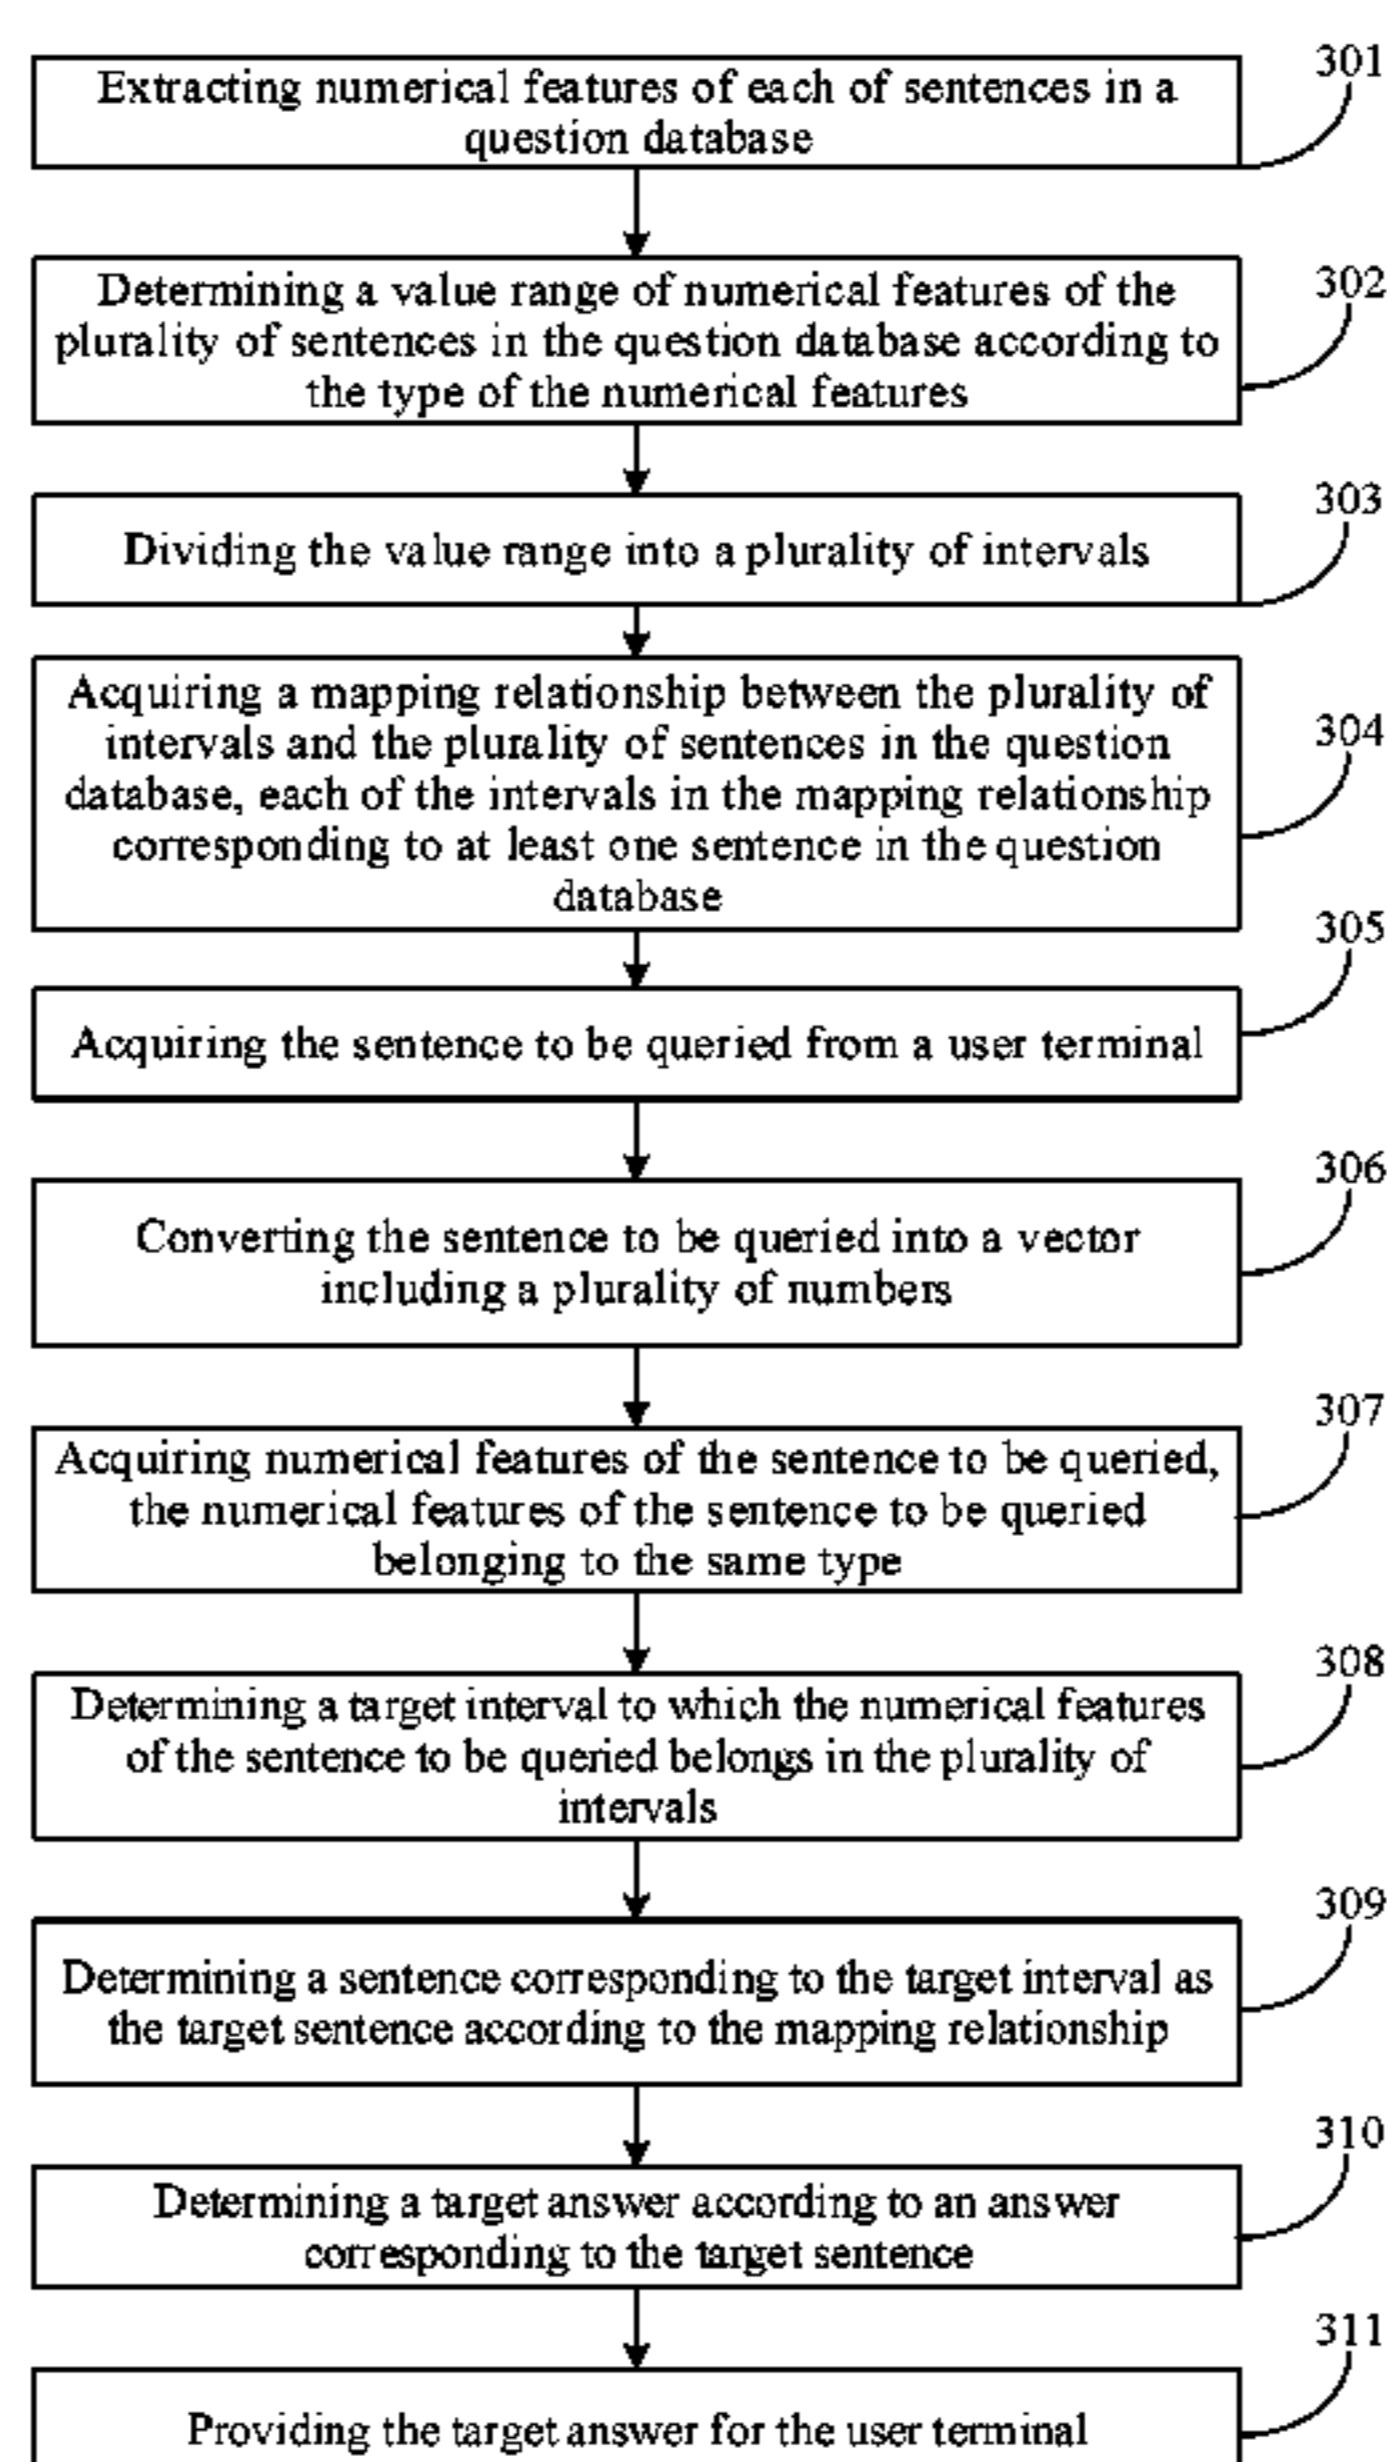 301
Extracting numerical features of each of sentences in a
question database
302
Determining a value range of numerical features of the
plurality of sentences in the question database according to
the type of the numerical features
303
Dividing the value range into a plurality of intervals
304
Acquiring a mapping relationship between the plurality of
intervals and the plurality of sentences in the question
database, each of the intervals in the mapping relationship
corresponding to at least one sentence in the question
database
305
Acquiring the sentence to be queried from a user terminal
306
Converting the sentence to be queried into a vector
including a plurality of numbers
307
Acquiring numerical features of the sentence to be queried,
the numerical features of the sentence to be queried
belonging to the same type
308
Determining a target interval to which the numerical features
of the sentence to be queried belongs in the plurality of
intervals
309
Determining a sentence corresponding to the target interval as
the target sentence according to the mapping relationship
310
Determining a target answer according to an answer
corresponding to the target sentence
311
Providing the target answer for the user terminal